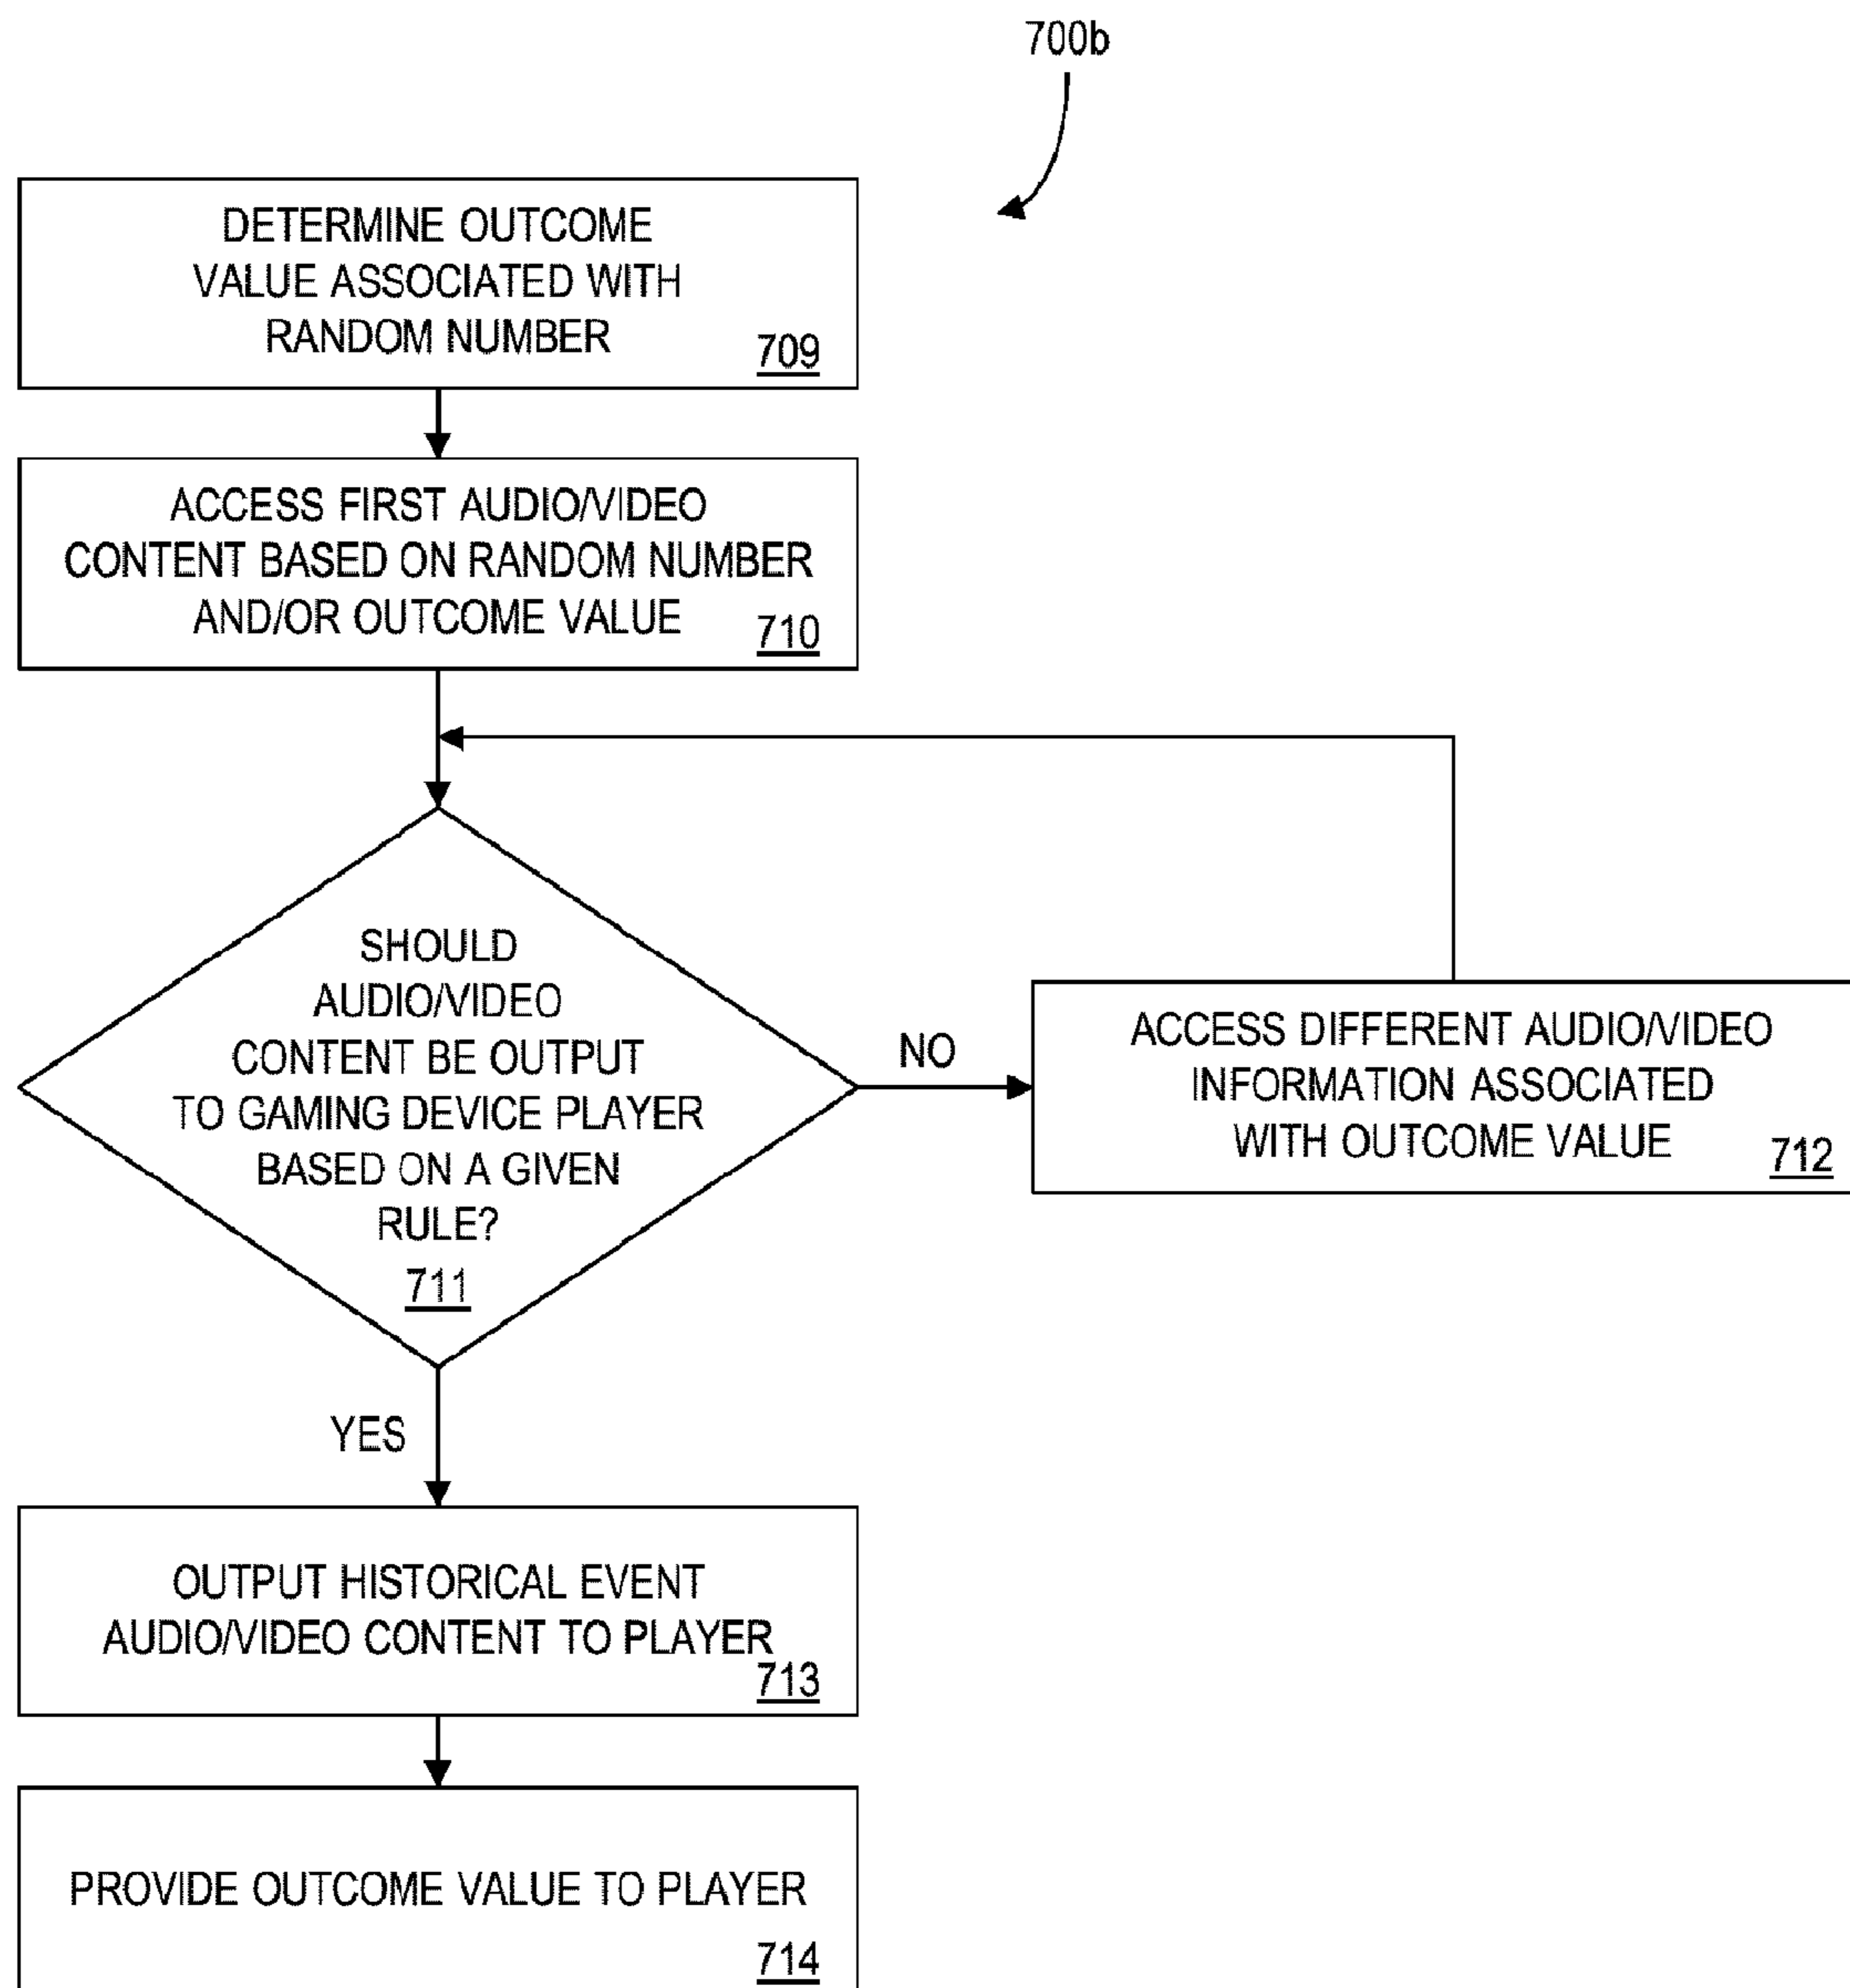 700b
DETERMINE OUTCOME
VALUE ASSOCIATED WITH
RANDOM NUMBER
709
ACCESS FIRST AUDIO/VIDEO
CONTENT BASED ON RANDOM NUMBER
AND/OR OUTCOME VALUE
710
SHOULD
AUDIO/VIDEO
CONTENT BE OUTPUT
TO GAMING DEVICE PLAYER
BASED ON A GIVEN
RULE?
711
NO
ACCESS DIFFERENT AUDIO/VIDEO
INFORMATION ASSOCIATED
WITH OUTCOME VALUE
712
YES
OUTPUT HISTORICAL EVENT
AUDIO/VIDEO CONTENT TO PLAYER
713
PROVIDE OUTCOME VALUE TO PLAYER
714